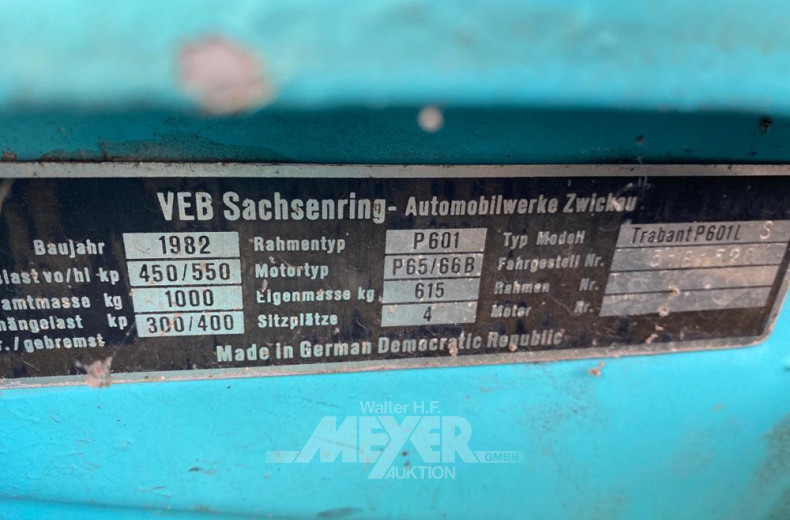 VEB Sachsenring- Automobilwerke Zwickau
Baujahr 1982 Rahmentyp P601 Typ Modell Trabant P601L S
slast vo/hi kp 450/550 Motortyp P65/66B Fahrgestell Nr.
amtmasse kg 1000 Eigenmasse kg 615 Rahmen Nr.
hängelast kp 300/400 Sitzplätze 4 Motor Nr.
r./gebremst
Made in German Democratic Republic
Walter H.F.
MEYER GMBH
AUKTION